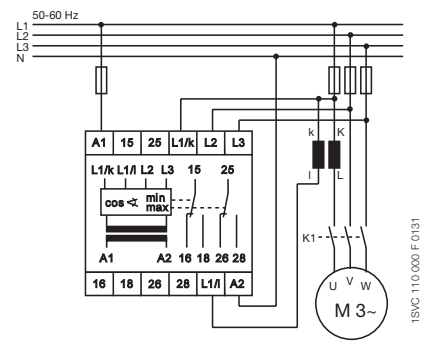 50-60 Hz
L1
L2
L3
N
A1 15 25 L1/k L2 L3
k K
L1/k L1/l L2 L3 15 25
l L
cos ∢ min
max
K1
A1 A2 16 18 26 28
16 18 26 28 L1/l A2
U V W
M 3~
1SVC 110 000 F 0131